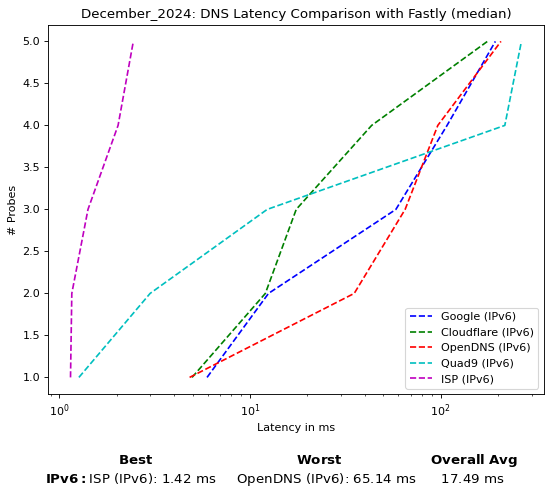 December_2024: DNS Latency Comparison with Fastly (median)
5.0
4.5
4.0
3.5
3.0
2.5
2.0
1.5
1.0
# Probes
10⁰
10¹
10²
Latency in ms
Google (IPv6)
Cloudflare (IPv6)
OpenDNS (IPv6)
Quad9 (IPv6)
ISP (IPv6)
Best Worst Overall Avg
IPv6: ISP (IPv6): 1.42 ms OpenDNS (IPv6): 65.14 ms 17.49 ms